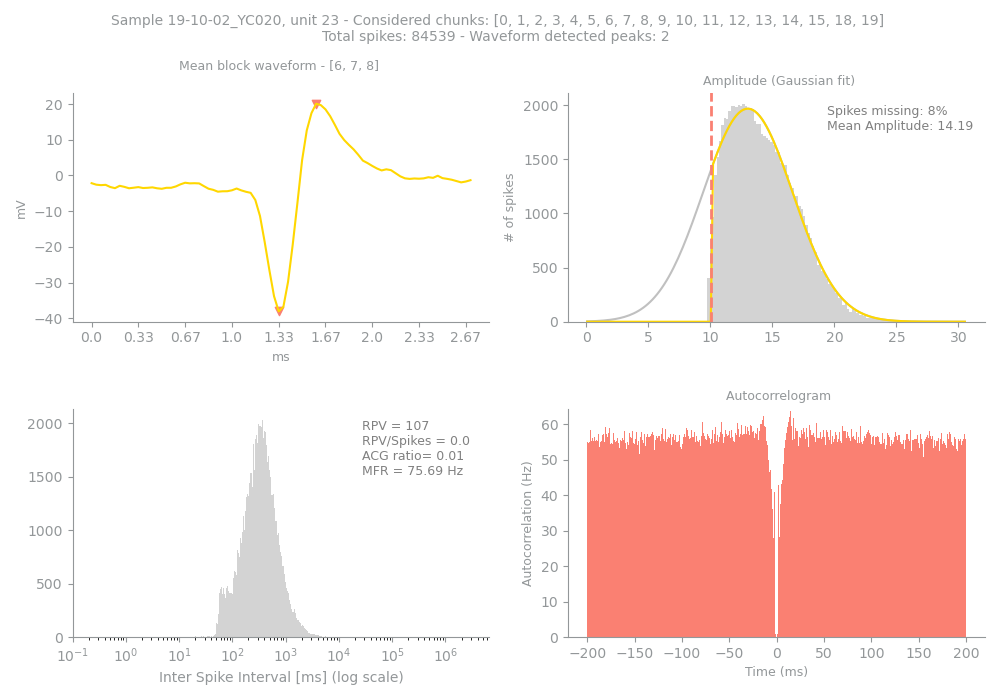 Sample 19-10-02_YC020, unit 23 - Considered chunks: [0, 1, 2, 3, 4, 5, 6, 7, 8, 9, 10, 11, 12, 13, 14, 15, 18, 19]
Total spikes: 84539 - Waveform detected peaks: 2
Mean block waveform - [6, 7, 8]
20
10
0
−10
−20
−30
−40
mV
0.0 0.33 0.67 1.0 1.33 1.67 2.0 2.33 2.67
ms
Amplitude (Gaussian fit)
Spikes missing: 8%
Mean Amplitude: 14.19
2000
1500
1000
500
0
# of spikes
0 5 10 15 20 25 30
2000
1500
1000
500
0
RPV = 107
RPV/Spikes = 0.0
ACG ratio= 0.01
MFR = 75.69 Hz
10⁻¹ 10⁰ 10¹ 10² 10³ 10⁴ 10⁵ 10⁶
Inter Spike Interval [ms] (log scale)
Autocorrelogram
60
50
40
30
20
10
0
Autocorrelation (Hz)
−200 −150 −100 −50 0 50 100 150 200
Time (ms)